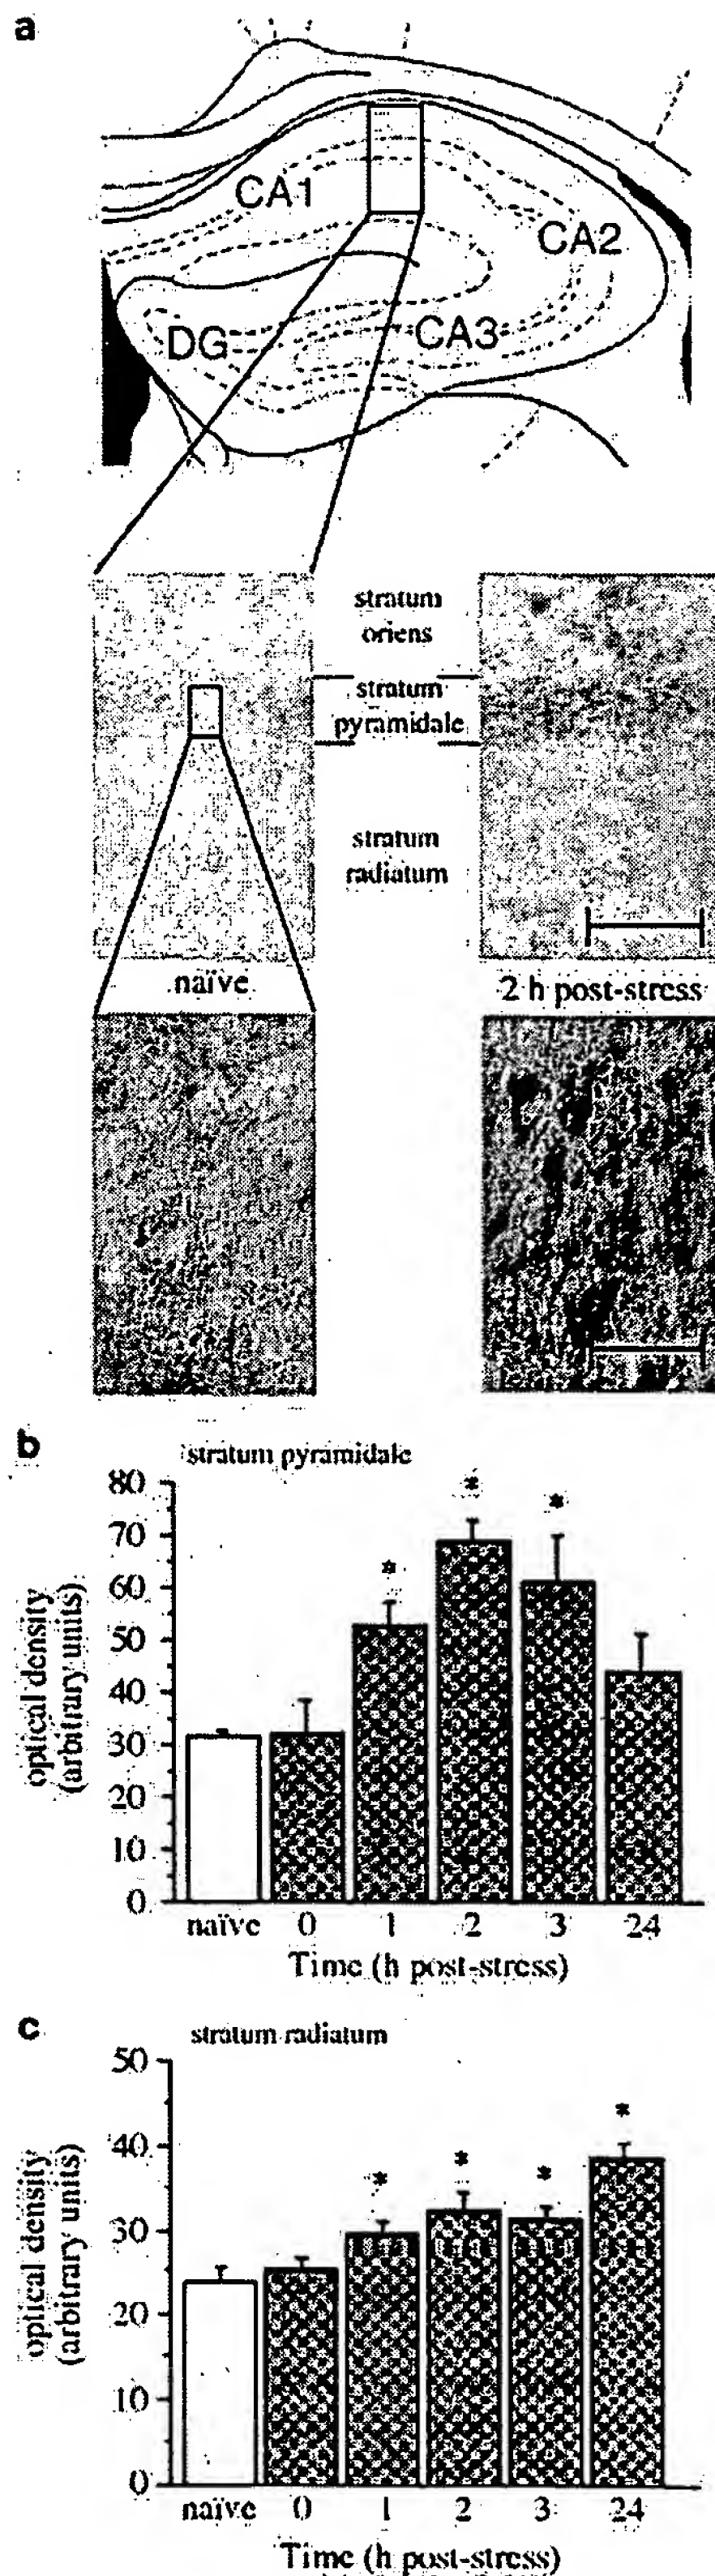 a
CA1
CA2
DG
CA3
stratum
oriens
stratum
pyramidale
stratum
radiatum
naïve
2 h post-stress
b
stratum pyramidale
80
70
60
50
40
30
20
10
0
optical density
(arbitrary units)
*
*
*
naïve 0 1 2 3 24
Time (h post-stress)
c
stratum radiatum
50
40
30
20
10
0
optical density
(arbitrary units)
*
*
*
*
naïve 0 1 2 3 24
Time (h post-stress)